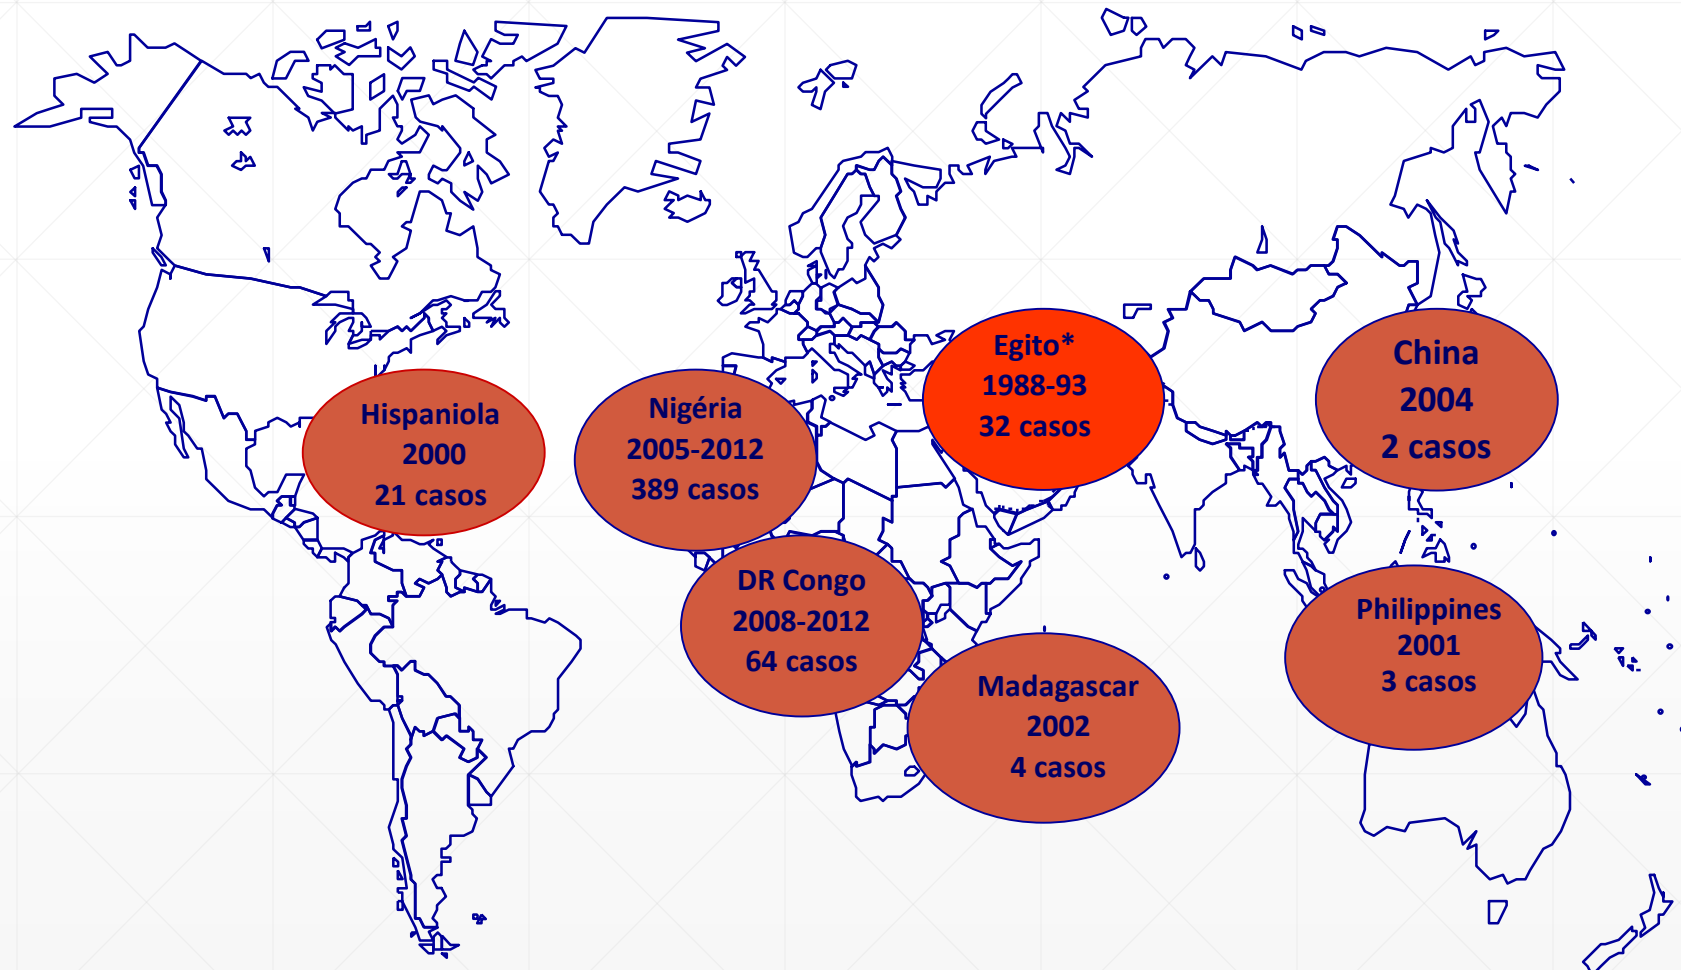 Hispaniola
2000
21 casos
Nigéria
2005-2012
389 casos
Egito*
1988-93
32 casos
China
2004
2 casos
DR Congo
2008-2012
64 casos
Madagascar
2002
4 casos
Philippines
2001
3 casos